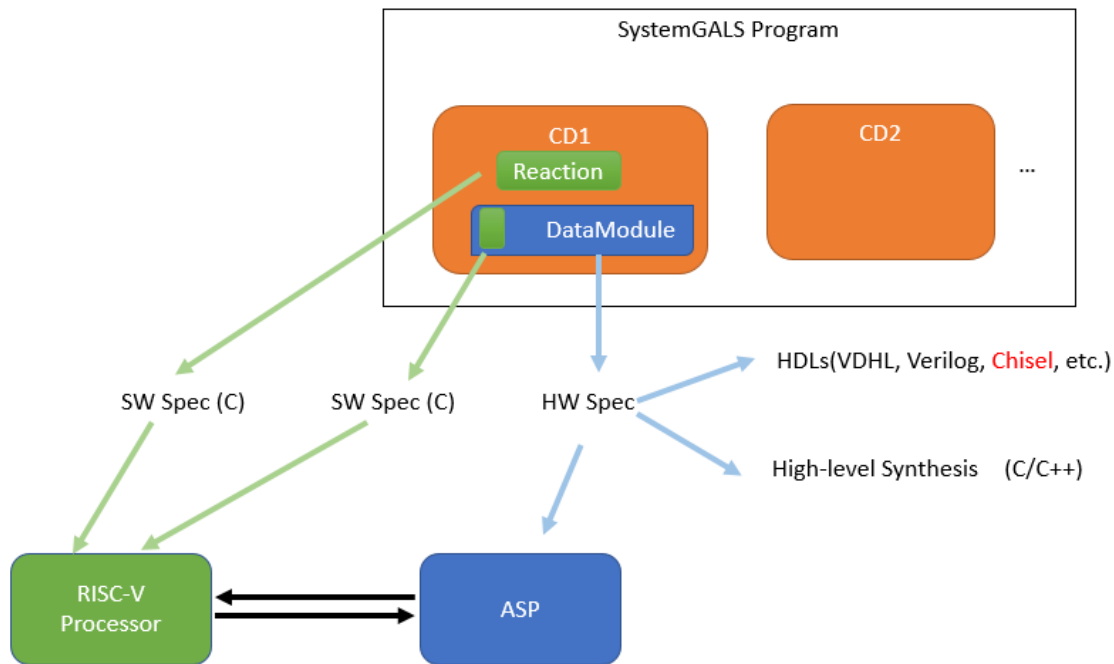 SystemGALS Program
CD1
CD2
Reaction
...
DataModule
HDLs(VDHL, Verilog, Chisel, etc.)
SW Spec (C)
SW Spec (C)
HW Spec
High-level Synthesis (C/C++)
RISC-V
Processor
ASP